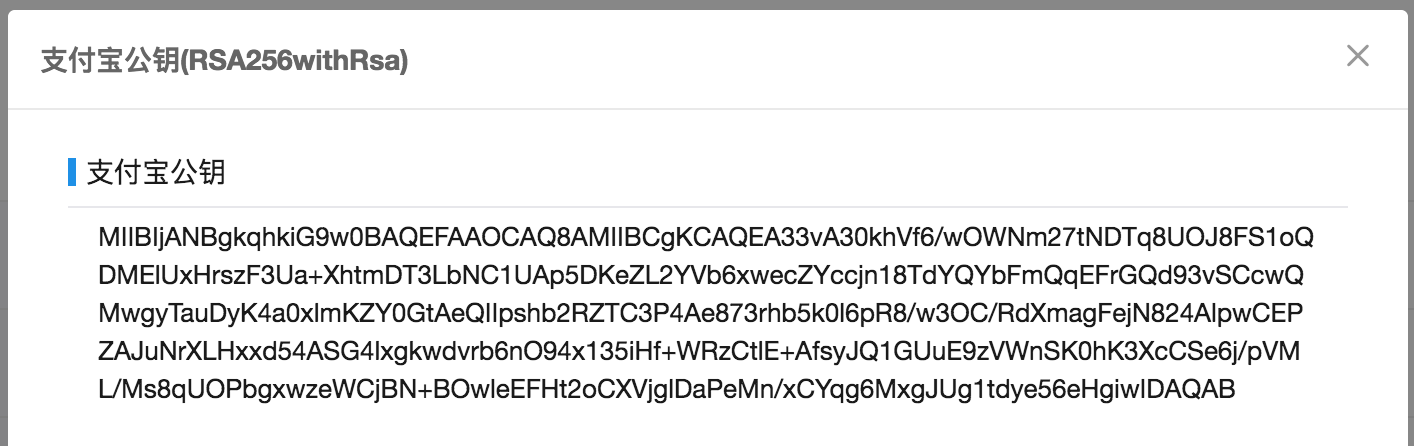 支付宝公钥(RSA256withRsa)
支付宝公钥
MIIBIjANBgkqhkiG9w0BAQEFAAOCAQ8AMIIBCgKCAQEA33vA30khVf6/wOWNm27tNDTq8UOJ8FS1oQ
DMElUxHrszF3Ua+XhtmDT3LbNC1UAp5DKeZL2YVb6xwecZYccjn18TdYQYbFmQqEFrGQd93vSCcwQ
MwgyTauDyK4a0xlmKZY0GtAeQIIpshb2RZTC3P4Ae873rhb5k0l6pR8/w3OC/RdXmagFejN824AlpwCEP
ZAJuNrXLHxxd54ASG4lxgkwdvrb6nO94x135iHf+WRzCtlE+AfsyJQ1GUuE9zVWnSK0hK3XcCSe6j/pVM
L/Ms8qUOPbgxwzeWCjBN+BOwleEFHt2oCXVjglDaPeMn/xCYqg6MxgJUg1tdye56eHgiwIDAQAB